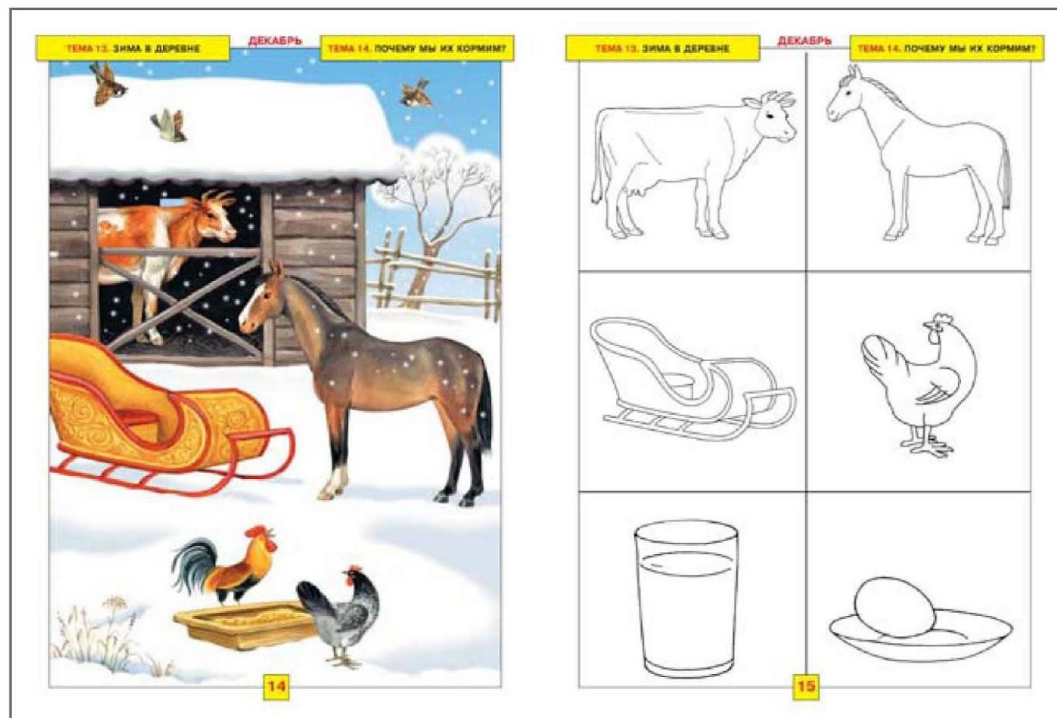 ТЕМА 13. ЗИМА В ДЕРЕВНЕ
ДЕКАБРЬ
ТЕМА 14. ПОЧЕМУ МЫ ИХ КОРМИМ?
14
ТЕМА 13. ЗИМА В ДЕРЕВНЕ
ДЕКАБРЬ
ТЕМА 14. ПОЧЕМУ МЫ ИХ КОРМИМ?
15